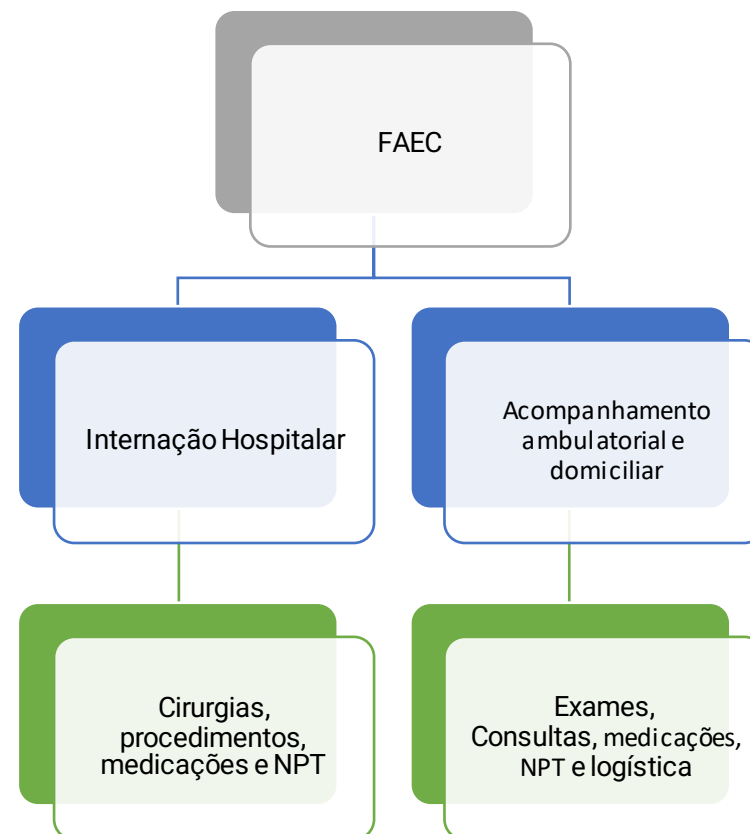 FAEC
Internação Hospitalar
Acompanhamento
ambulatorial e
domiciliar
Cirurgias,
procedimentos,
medicações e NPT
Exames,
Consultas, medicações,
NPT e logística